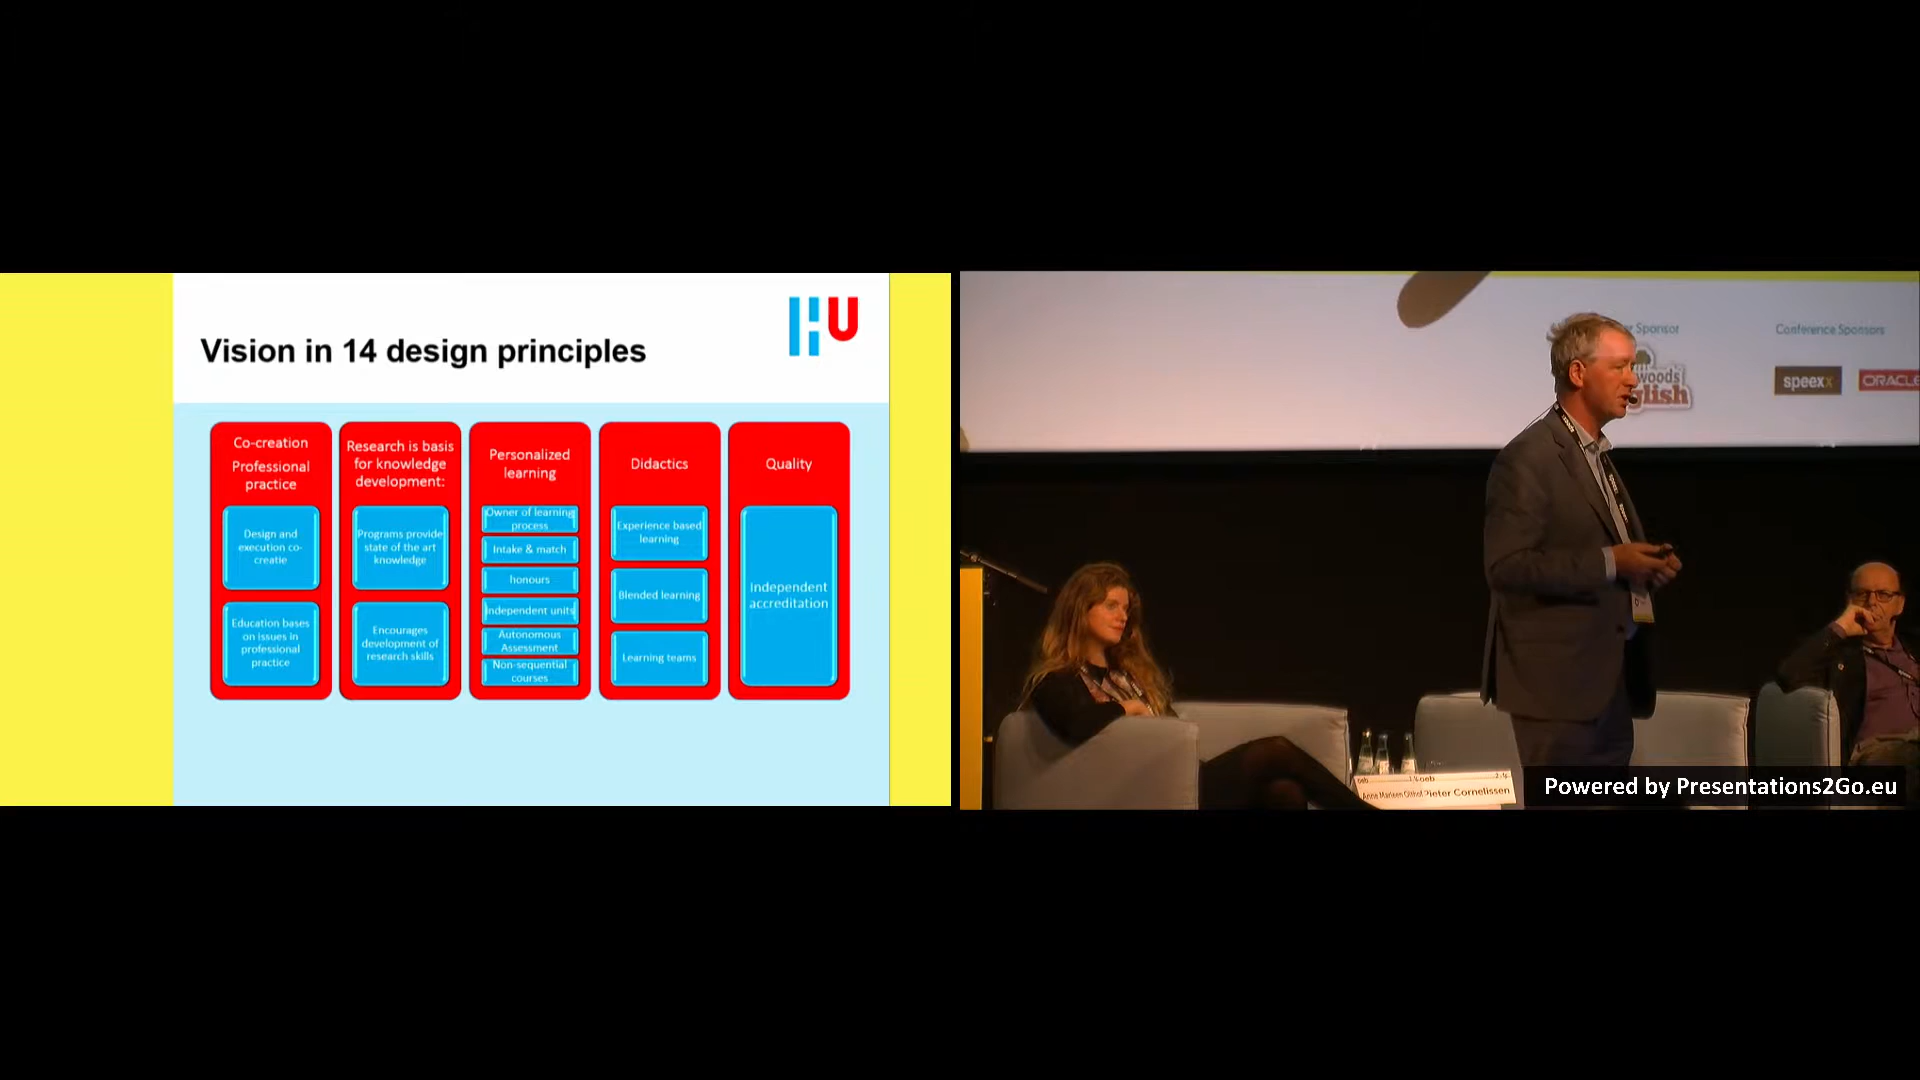 HU
Vision in 14 design principles
Co-creation
Professional
practice
Design and
execution co-
creatie
Education bases
on issues in
professional
practice
Research is basis
for knowledge
development:
Programs provide
state of the art
knowledge
Encourages
development of
research skills
Personalized
learning
Owner of learning
process
Intake & match
honours
Independent units
Autonomous
Assessment
Non-sequential
courses
Didactics
Experience based
learning
Blended learning
Learning teams
Quality
Independent
accreditation
Sponsor
woods
glish
Conference Sponsors
speexx
ORACLE
oeb
Pieter Cornelissen
Powered by Presentations2Go.eu